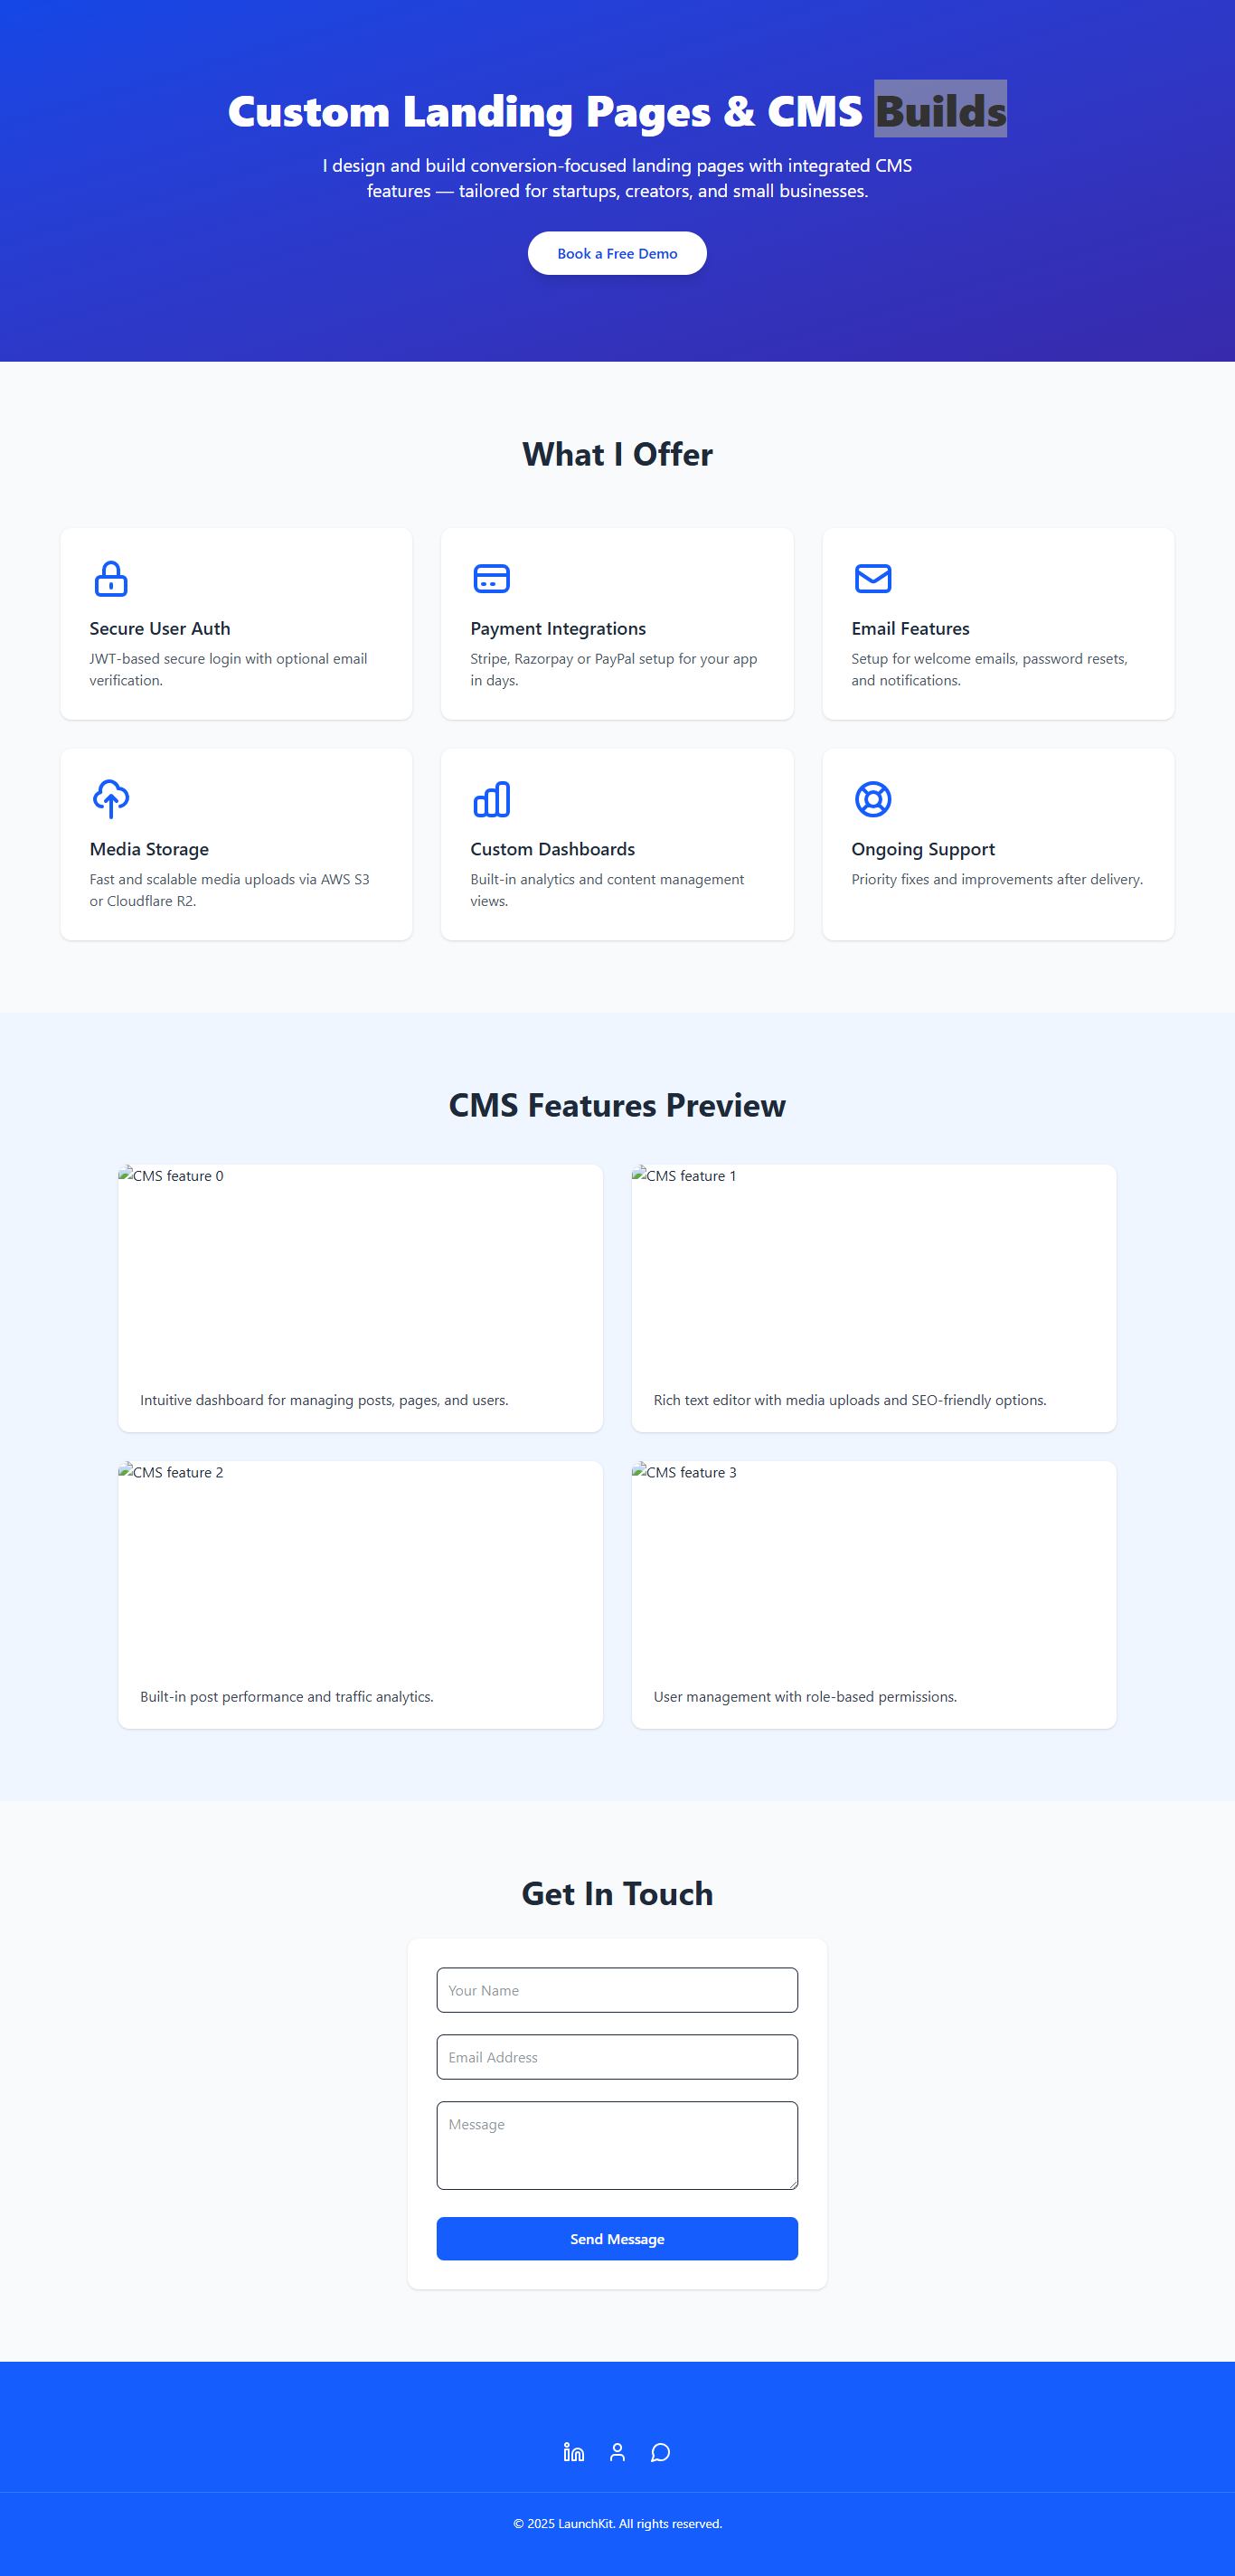 Custom Landing Pages & CMS Builds
I design and build conversion-focused landing pages with integrated CMS
features — tailored for startups, creators, and small businesses.
Book a Free Demo
What I Offer
Secure User Auth
JWT-based secure login with optional email
verification.
Payment Integrations
Stripe, Razorpay or PayPal setup for your app
in days.
Email Features
Setup for welcome emails, password resets,
and notifications.
Media Storage
Fast and scalable media uploads via AWS S3
or Cloudflare R2.
Custom Dashboards
Built-in analytics and content management
views.
Ongoing Support
Priority fixes and improvements after delivery.
CMS Features Preview
CMS feature 0
Intuitive dashboard for managing posts, pages, and users.
CMS feature 1
Rich text editor with media uploads and SEO-friendly options.
CMS feature 2
Built-in post performance and traffic analytics.
CMS feature 3
User management with role-based permissions.
Get In Touch
Your Name
Email Address
Message
Send Message
© 2025 LaunchKit. All rights reserved.